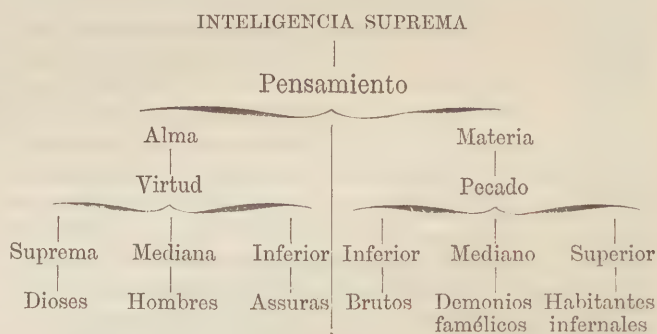 INTELIGENCIA SUPREMA
Pensamiento
Alma Materia
Virtud Pecado
Suprema Mediana Inferior Inferior Mediano Superior
Dioses Hombres Assuras Brutos Demonios Habitantes
famélicos infernales